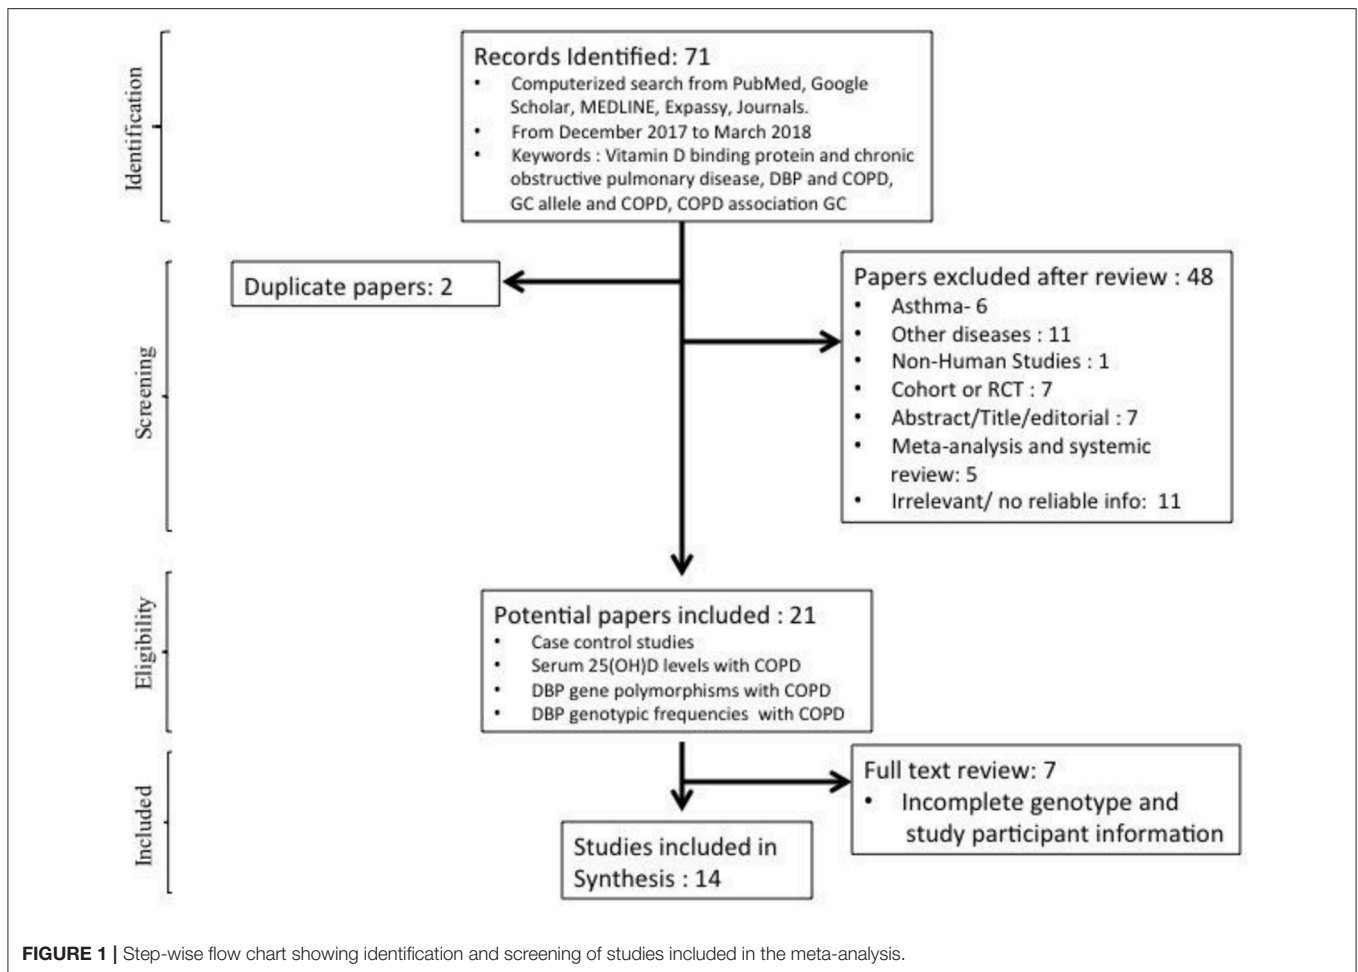 Identification
Records Identified: 71
• Computerized search from PubMed, Google
Scholar, MEDLINE, Expassy, Journals.
• From December 2017 to March 2018
• Keywords : Vitamin D binding protein and chronic
obstructive pulmonary disease, DBP and COPD,
GC allele and COPD, COPD association GC
Screening
Duplicate papers: 2
Papers excluded after review : 48
• Asthma- 6
• Other diseases : 11
• Non-Human Studies : 1
• Cohort or RCT : 7
• Abstract/Title/editorial : 7
• Meta-analysis and systemic
review: 5
• Irrelevant/ no reliable info: 11
Eligibility
Potential papers included : 21
• Case control studies
• Serum 25(OH)D levels with COPD
• DBP gene polymorphisms with COPD
• DBP genotypic frequencies with COPD
Included
Full text review: 7
• Incomplete genotype and
study participant information
Studies included in
Synthesis : 14
FIGURE 1 | Step-wise flow chart showing identification and screening of studies included in the meta-analysis.